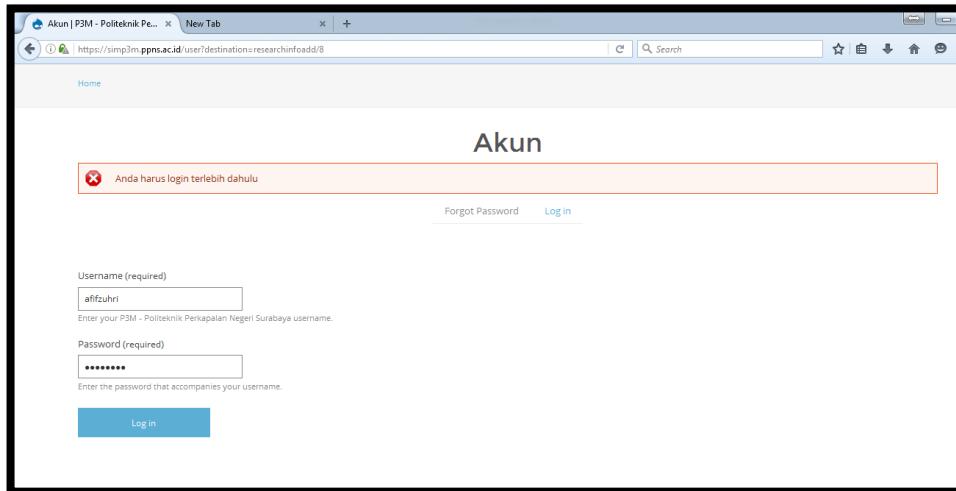 Akun | P3M - Politeknik Pe...
New Tab
https://simp3m.ppns.ac.id/user?destination=researchinfoadd/8
Search
Home
Akun
Anda harus login terlebih dahulu
Forgot Password Log in
Username (required)
afifzuhri
Enter your P3M - Politeknik Perkapalan Negeri Surabaya username.
Password (required)
••••••••
Enter the password that accompanies your username.
Log in